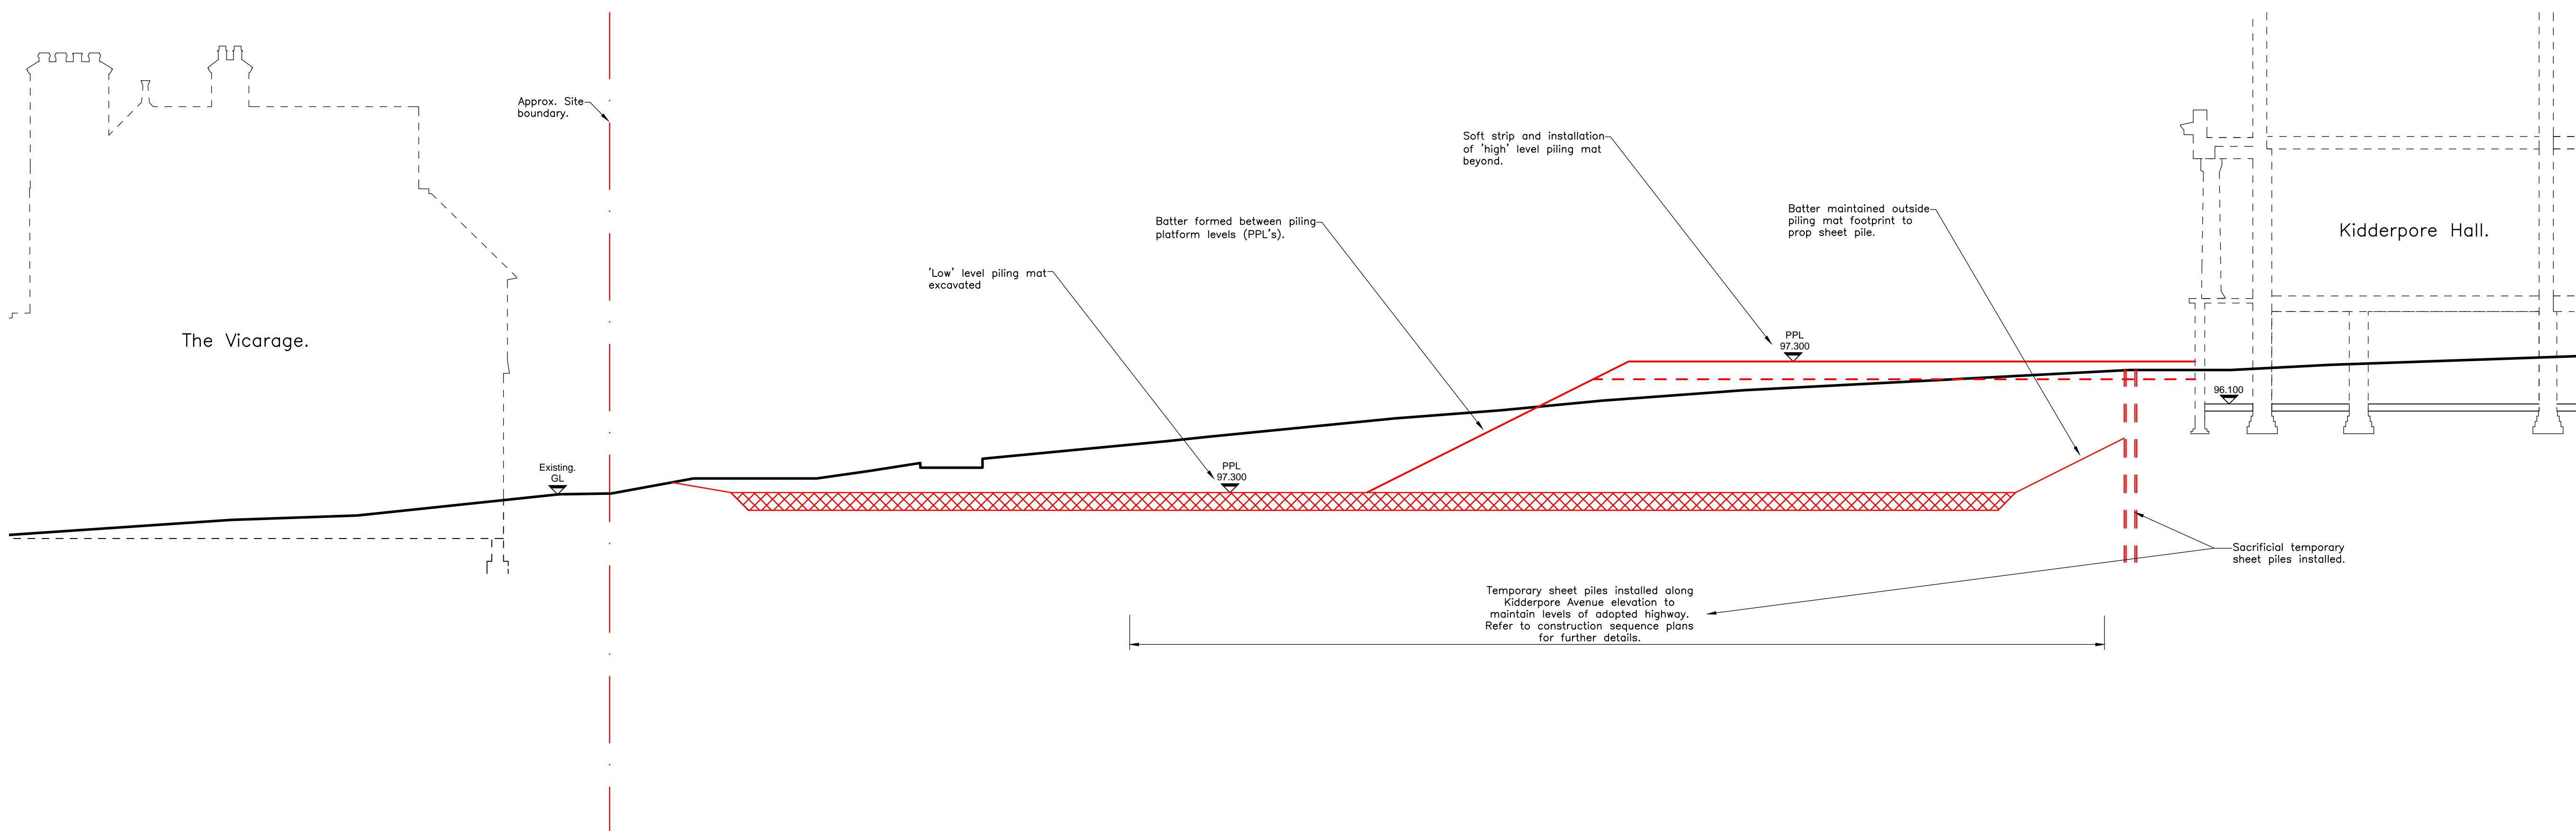 Approx. Site
boundary.
Soft strip and installation
of 'high' level piling mat
beyond.
Batter formed between piling
platform levels (PPL's).
Batter maintained outside
piling mat footprint to
prop sheet pile.
Kidderpore Hall.
'Low' level piling mat
excavated
The Vicarage.
PPL
97.300
96.100
Existing.
GL
PPL
97.300
Sacrificial temporary
sheet piles installed.
Temporary sheet piles installed along
Kidderpore Avenue elevation to
maintain levels of adopted highway.
Refer to construction sequence plans
for further details.